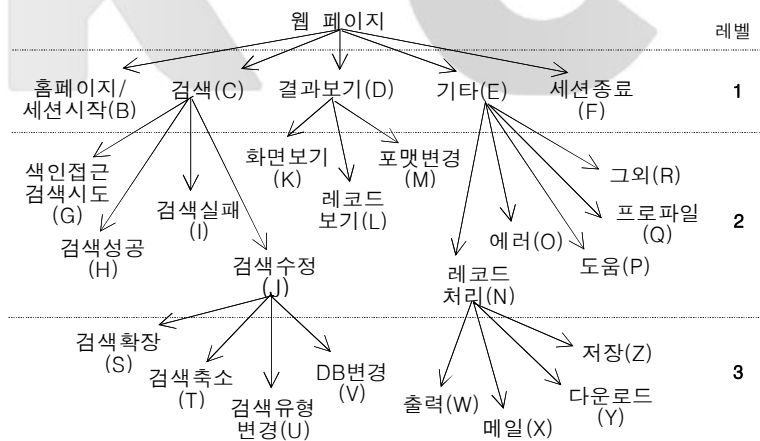 웹 페이지
레벨
홈페이지/
세션시작(B)
검색(C)
결과보기(D)
기타(E)
세션종료
(F)
1
색인접근
검색시도
(G)
검색성공
(H)
검색실패
(I)
검색수정
(J)
화면보기
(K)
레코드
보기(L)
포맷변경
(M)
레코드
처리(N)
에러(O)
도움(P)
프로파일
(Q)
그외(R)
2
검색확장
(S)
검색축소
(T)
검색유형
변경(U)
DB변경
(V)
출력(W)
메일(X)
다운로드
(Y)
저장(Z)
3